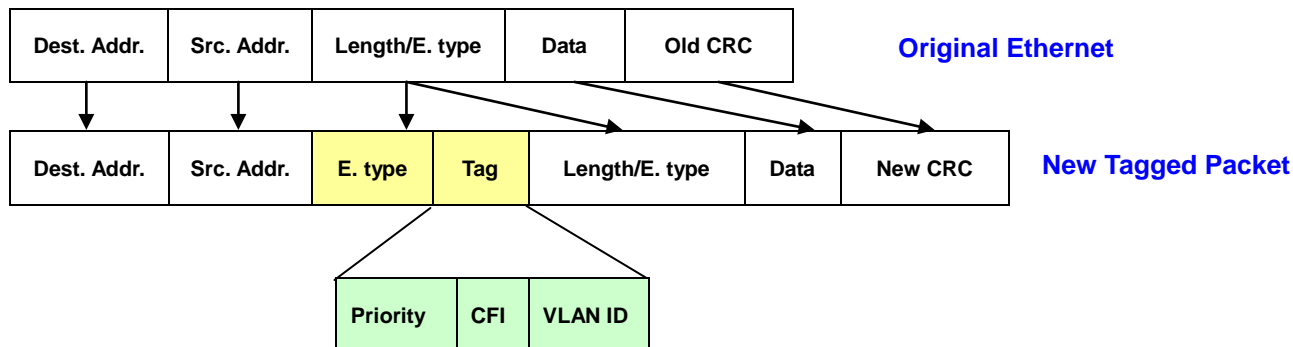 Dest. Addr. Src. Addr. Length/E. type Data Old CRC Original Ethernet
Dest. Addr. Src. Addr. E. type Tag Length/E. type Data New CRC New Tagged Packet
Priority CFI VLAN ID